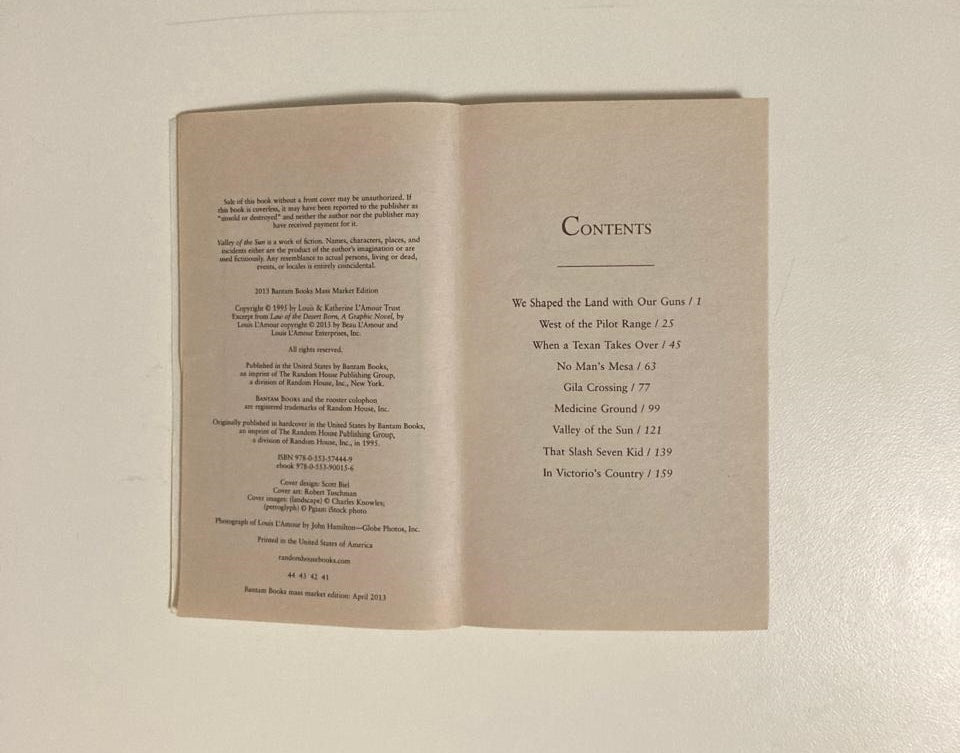 Sale of this book without a front cover may be unauthorized. If
this book is coverless, it may have been reported to the publisher as
"unsold or destroyed" and neither the author nor the publisher may
have received payment for it.
Valley of the Sun is a work of fiction. Names, characters, places, and
incidents either are the product of the author's imagination or are
used fictitiously. Any resemblance to actual persons, living or dead,
events, or locales is entirely coincidental.
2013 Bantam Books Mass Market Edition
Copyright © 1995 by Louis & Katherine L'Amour Trust
Excerpt from Law of the Desert Born, A Graphic Novel, by
Louis L'Amour copyright © 2013 by Beau L'Amour and
Louis L'Amour Enterprises, Inc.
All rights reserved.
Published in the United States by Bantam Books,
an imprint of The Random House Publishing Group,
a division of Random House, Inc., New York.
BANTAM BOOKS and the rooster colophon
are registered trademarks of Random House, Inc.
Originally published in hardcover in the United States by Bantam Books,
an imprint of The Random House Publishing Group,
a division of Random House, Inc., in 1995.
ISBN 978-0-553-57444-9
ebook 978-0-553-90015-6
Cover design: Scott Biel
Cover art: Robert Tuschman
Cover images: (landscape) © Charles Knowles;
(petroglyph) © Pgiam iStock photo
Photograph of Louis L'Amour by John Hamilton—Globe Photos, Inc.
Printed in the United States of America
randomhousebooks.com
44 43 42 41
Bantam Books mass market edition: April 2013
CONTENTS
We Shaped the Land with Our Guns / 1
West of the Pilot Range / 25
When a Texan Takes Over / 45
No Man's Mesa / 63
Gila Crossing / 77
Medicine Ground / 99
Valley of the Sun / 121
That Slash Seven Kid / 139
In Victorio's Country / 159